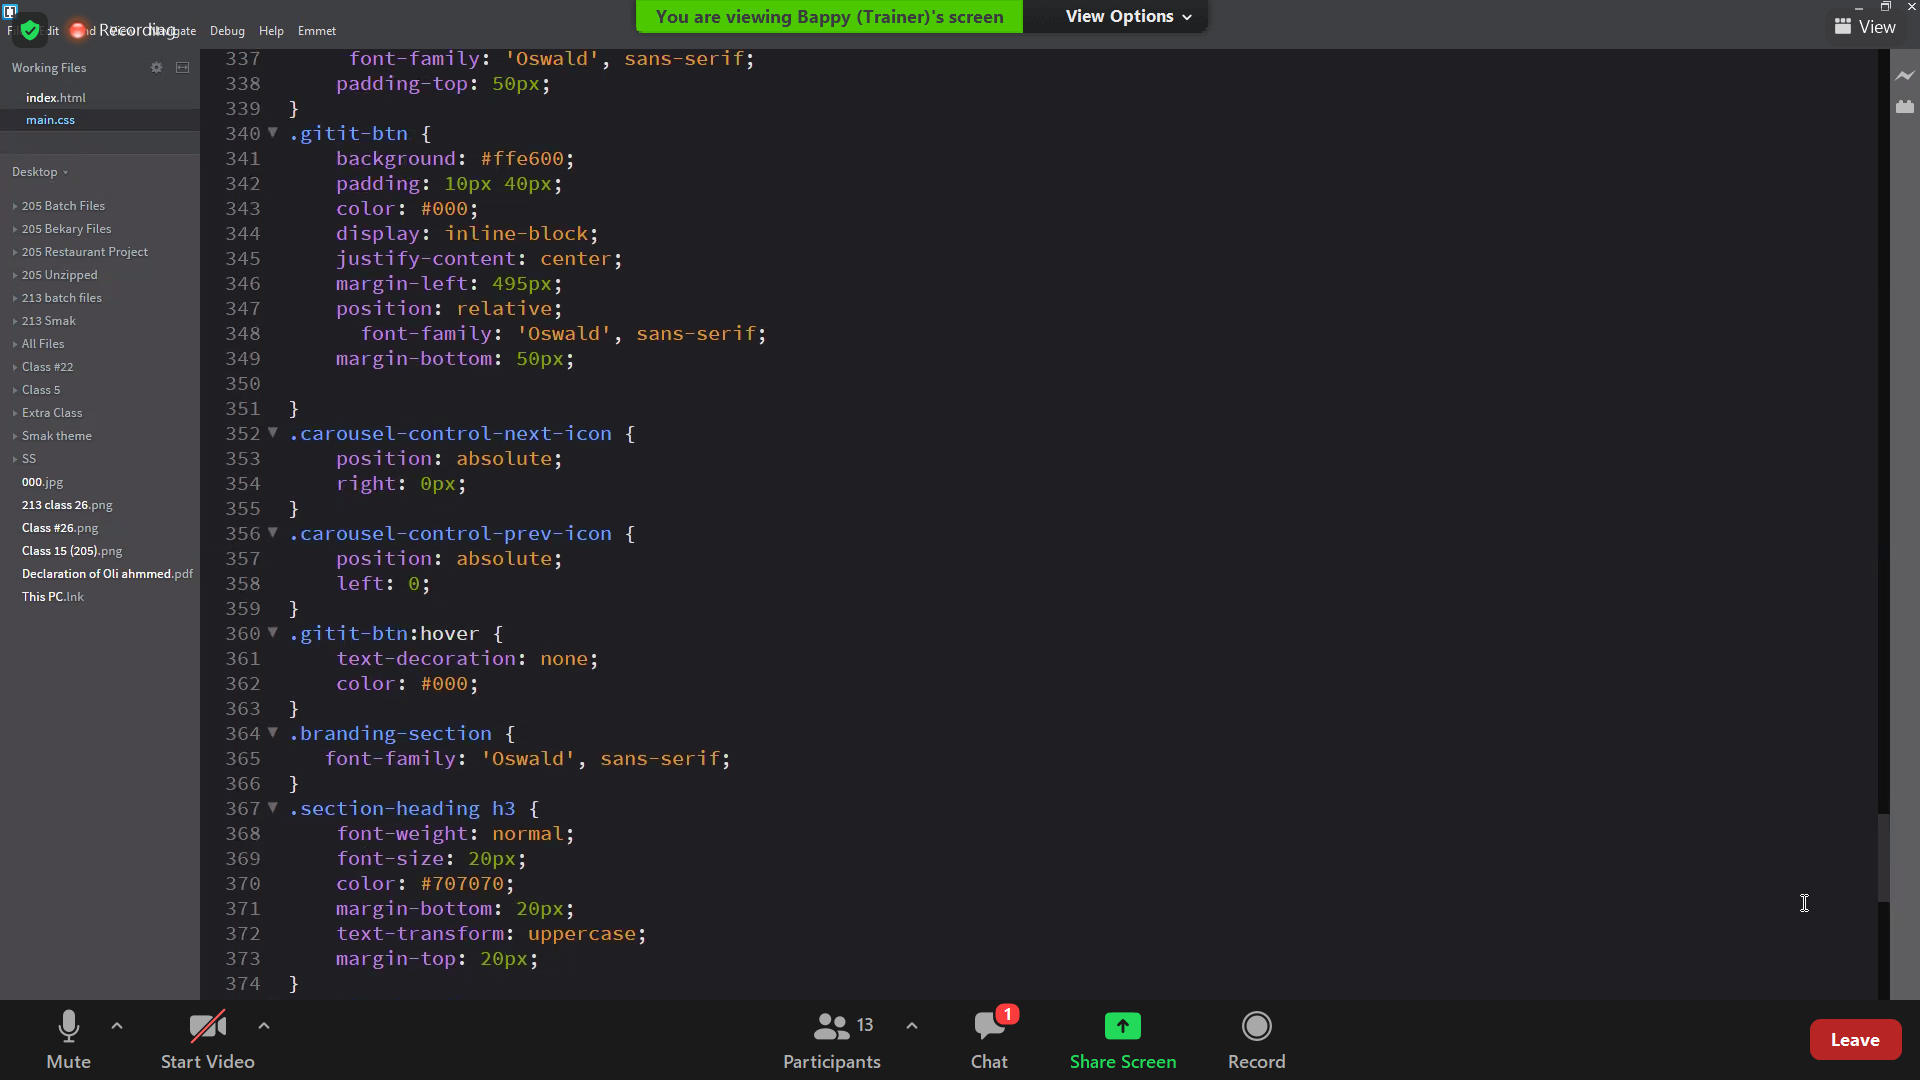 You are viewing Bappy (Trainer)'s screen
View Options
View
Recording
Debug
Help
Emmet
Working Files
index.html
main.css
Desktop
205 Batch Files
205 Bekary Files
205 Restaurant Project
205 Unzipped
213 batch files
213 Smak
All Files
Class #22
Class 5
Extra Class
Smak theme
SS
000.jpg
213 class 26.png
Class #26.png
Class 15 (205).png
Declaration of Oli ahmmed.pdf
This PC.lnk
337 font-family: 'Oswald', sans-serif;
338 padding-top: 50px;
339 }
340 .gitit-btn {
341 background: #ffe600;
342 padding: 10px 40px;
343 color: #000;
344 display: inline-block;
345 justify-content: center;
346 margin-left: 495px;
347 position: relative;
348 font-family: 'Oswald', sans-serif;
349 margin-bottom: 50px;
350
351 }
352 .carousel-control-next-icon {
353 position: absolute;
354 right: 0px;
355 }
356 .carousel-control-prev-icon {
357 position: absolute;
358 left: 0;
359 }
360 .gitit-btn:hover {
361 text-decoration: none;
362 color: #000;
363 }
364 .branding-section {
365 font-family: 'Oswald', sans-serif;
366 }
367 .section-heading h3 {
368 font-weight: normal;
369 font-size: 20px;
370 color: #707070;
371 margin-bottom: 20px;
372 text-transform: uppercase;
373 margin-top: 20px;
374 }
Mute
Start Video
13
Participants
1
Chat
Share Screen
Record
Leave